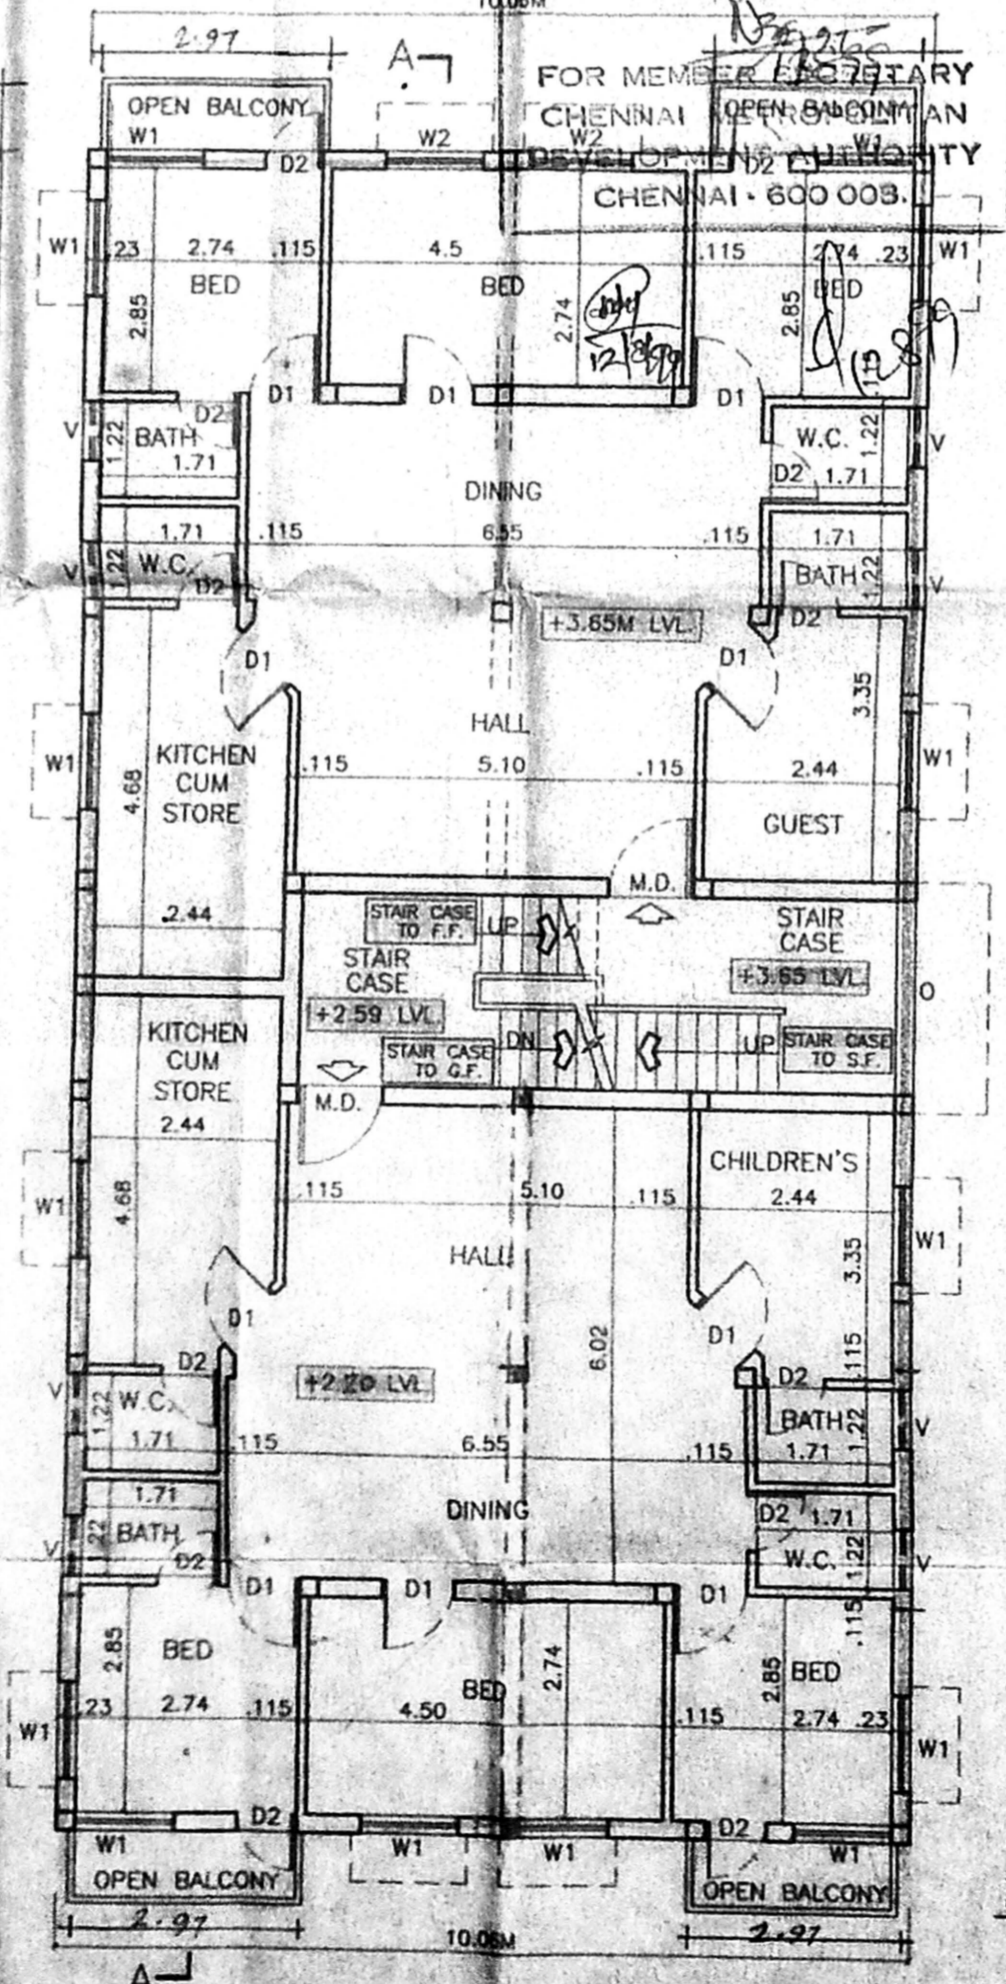 10.06M
2.97
A
FOR MEMBER SECRETARY
CHENNAI METROPOLITAN
DEVELOPMENT AUTHORITY
CHENNAI - 600 008.
OPEN BALCONY
OPEN BALCONY
W1 W2 W2 W1
D2 D2
W1 .23 2.74 .115 4.5 .115 2.74 .23 W1
BED BED BED
2.85 2.74 2.85
12/8/99
.115
D1 D1 D1
V D2 W.C. V
BATH 1.22 1.22
1.71 D2 1.71
DINING
1.71 .115 6.55 .115 1.71
V W.C. 1.22 D2 BATH 1.22 V
+3.65M LVL. D2
D1 D1
HALL 3.35
W1 KITCHEN
CUM
STORE
4.68 .115 5.10 .115 2.44 W1
GUEST
M.D.
2.44
STAIR CASE
TO F.F.
UP
STAIR
CASE
STAIR
CASE
+2.59 LVL
+3.65 LVL
O
KITCHEN
CUM
STORE
2.44
STAIR CASE
TO G.F.
DN
UP
STAIR CASE
TO S.F.
M.D.
CHILDREN'S
W1 4.68 .115 5.10 .115 2.44
HALL 3.35 W1
D1 D1
6.02 .115
D2 +2.70 LVL D2
V W.C. 1.22 BATH 1.22 V
1.71 .115 6.55 .115 1.71
1.71 DINING D2 1.71
V BATH .22 W.C. 1.22 V
D2
D1 D1 D1
.115
BED 2.85 BED 2.74 BED 2.85
W1 .23 2.74 .115 4.50 .115 2.74 .23 W1
D2 D2
W1 W1 W1 W1
OPEN BALCONY OPEN BALCONY
2.97 10.06M 2.97
A